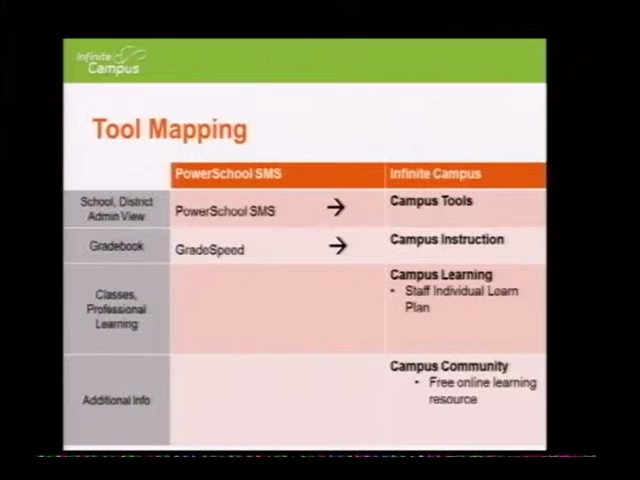 Infinite
Campus
Tool Mapping
PowerSchool SMS
Infinite Campus
School, District
Admin View
PowerSchool SMS
→
Campus Tools
Gradebook
GradeSpeed
→
Campus Instruction
Classes,
Professional
Learning
Campus Learning
• Staff Individual Learn
Plan
Additional Info
Campus Community
• Free online learning
resource